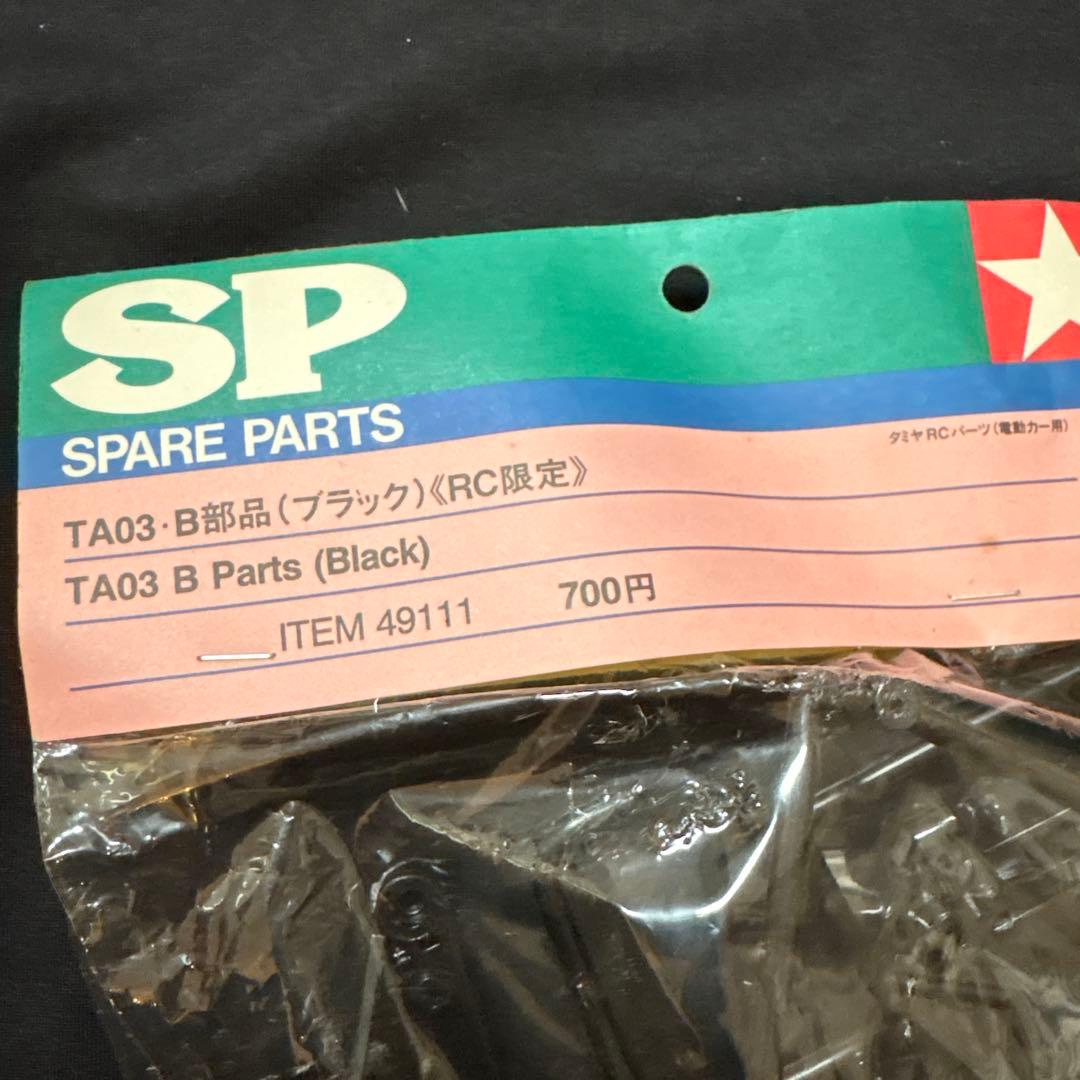 SP
SPARE PARTS
タミヤRCパーツ(電動カー用)
TA03・B部品(ブラック)《RC限定》
TA03 B Parts (Black)
ITEM 49111 700円